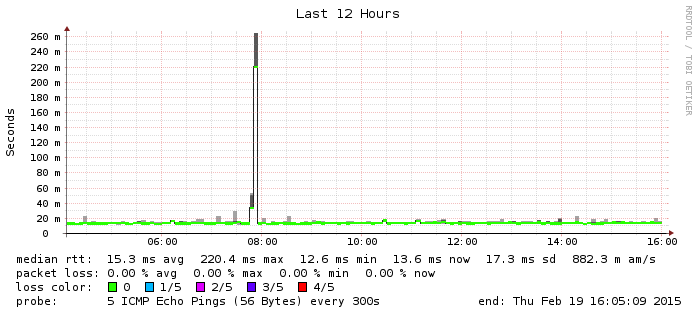 Last 12 Hours
RRDTOOL / TOBI OETIKER
Seconds
260 m
240 m
220 m
200 m
180 m
160 m
140 m
120 m
100 m
80 m
60 m
40 m
20 m
0
06:00 08:00 10:00 12:00 14:00 16:00
median rtt: 15.3 ms avg 220.4 ms max 12.6 ms min 13.6 ms now 17.3 ms sd 882.3 m am/s
packet loss: 0.00 % avg 0.00 % max 0.00 % min 0.00 % now
loss color: 0 1/5 2/5 3/5 4/5
probe: 5 ICMP Echo Pings (56 Bytes) every 300s end: Thu Feb 19 16:05:09 2015